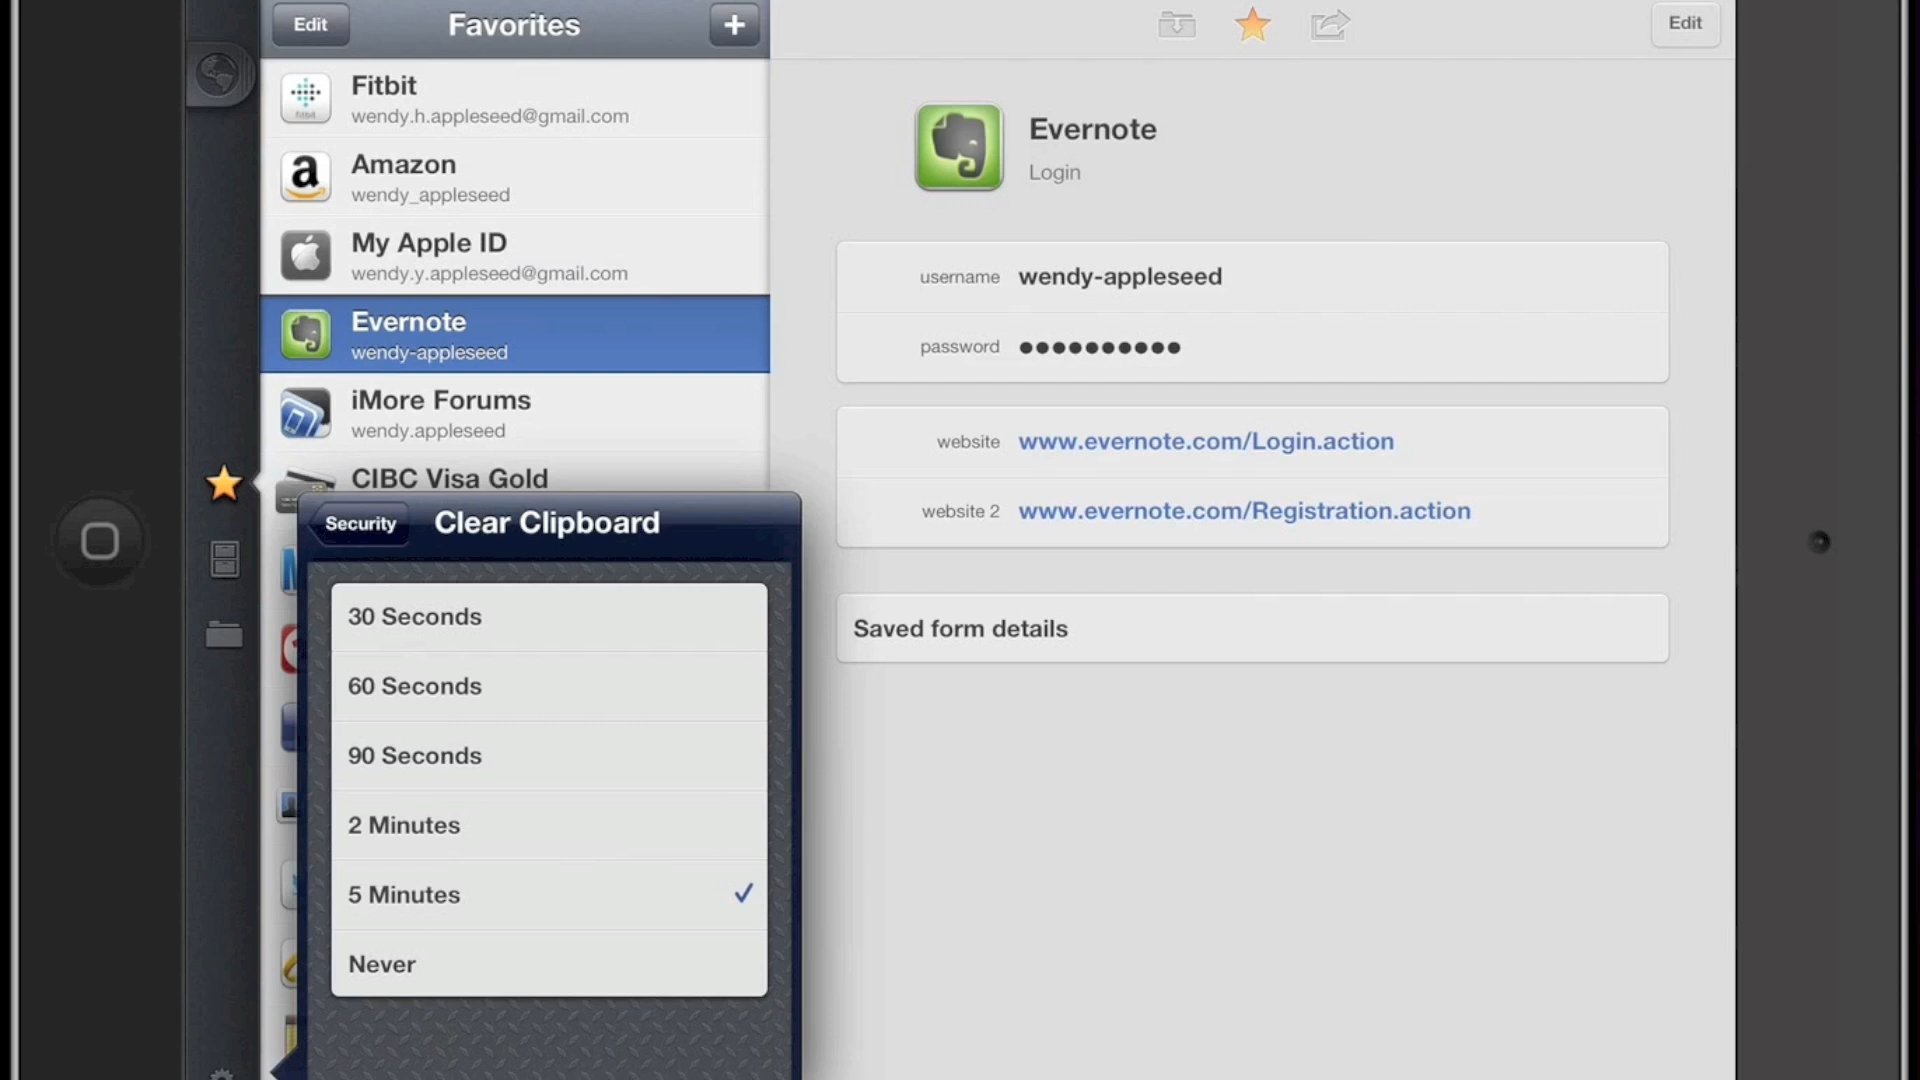 Edit
Favorites
+
Edit
Fitbit
wendy.h.appleseed@gmail.com
fitbit
Amazon
wendy_appleseed
a
My Apple ID
wendy.y.appleseed@gmail.com
Evernote
wendy-appleseed
iMore Forums
wendy.appleseed
CIBC Visa Gold
Security
Clear Clipboard
30 Seconds
60 Seconds
90 Seconds
2 Minutes
5 Minutes
Never
Evernote
Login
username wendy-appleseed
password ●●●●●●●●●●
website www.evernote.com/Login.action
website 2 www.evernote.com/Registration.action
Saved form details